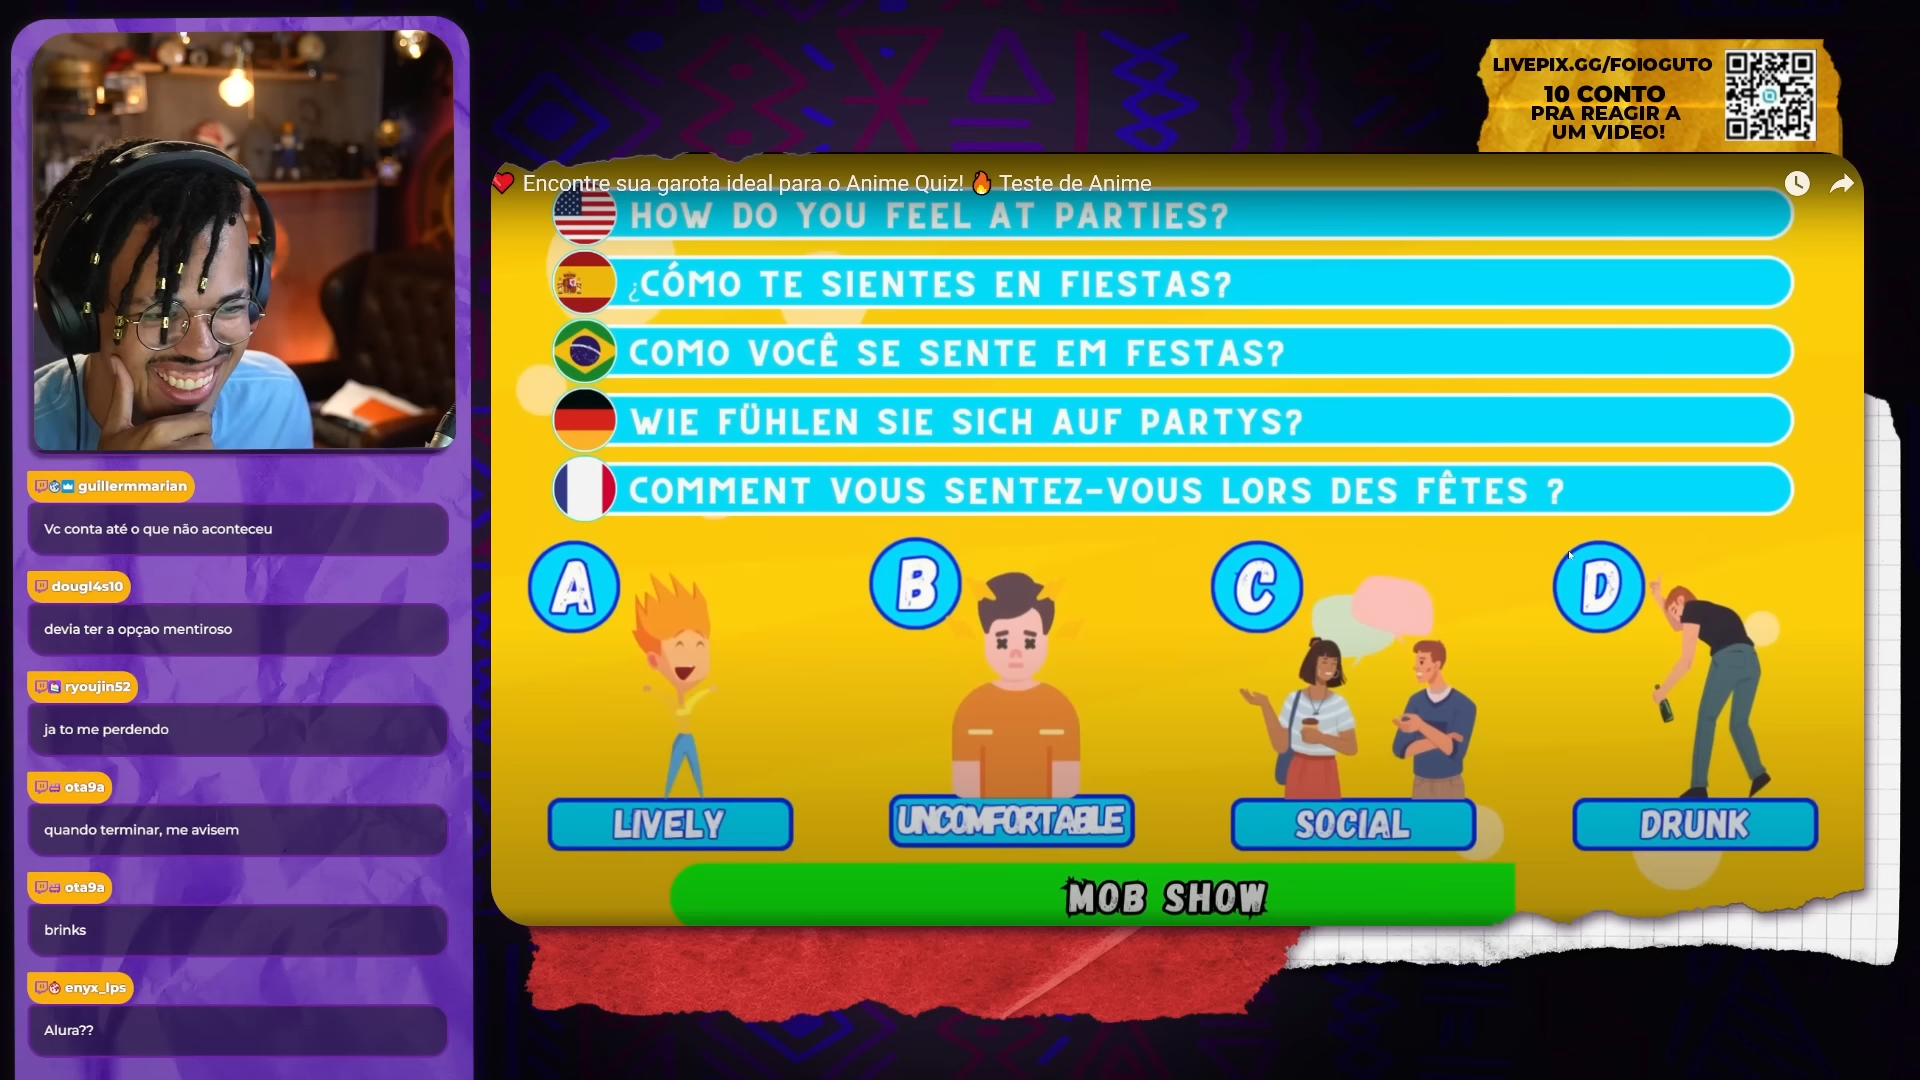 LIVEPIX.GG/FOIOGUTO
10 CONTO
PRA REAGIR A
UM VIDEO!
Encontre sua garota ideal para o Anime Quiz! 🔥 Teste de Anime
HOW DO YOU FEEL AT PARTIES?
¿CÓMO TE SIENTES EN FIESTAS?
COMO VOCÊ SE SENTE EM FESTAS?
WIE FÜHLEN SIE SICH AUF PARTYS?
COMMENT VOUS SENTEZ-VOUS LORS DES FÊTES ?
A
B
C
D
LIVELY
UNCOMFORTABLE
SOCIAL
DRUNK
MOB SHOW
guillermmarian
Vc conta até o que não aconteceu
dougl4s10
devia ter a opçao mentiroso
ryoujin52
ja to me perdendo
ota9a
quando terminar, me avisem
ota9a
brinks
enyx_lps
Alura??